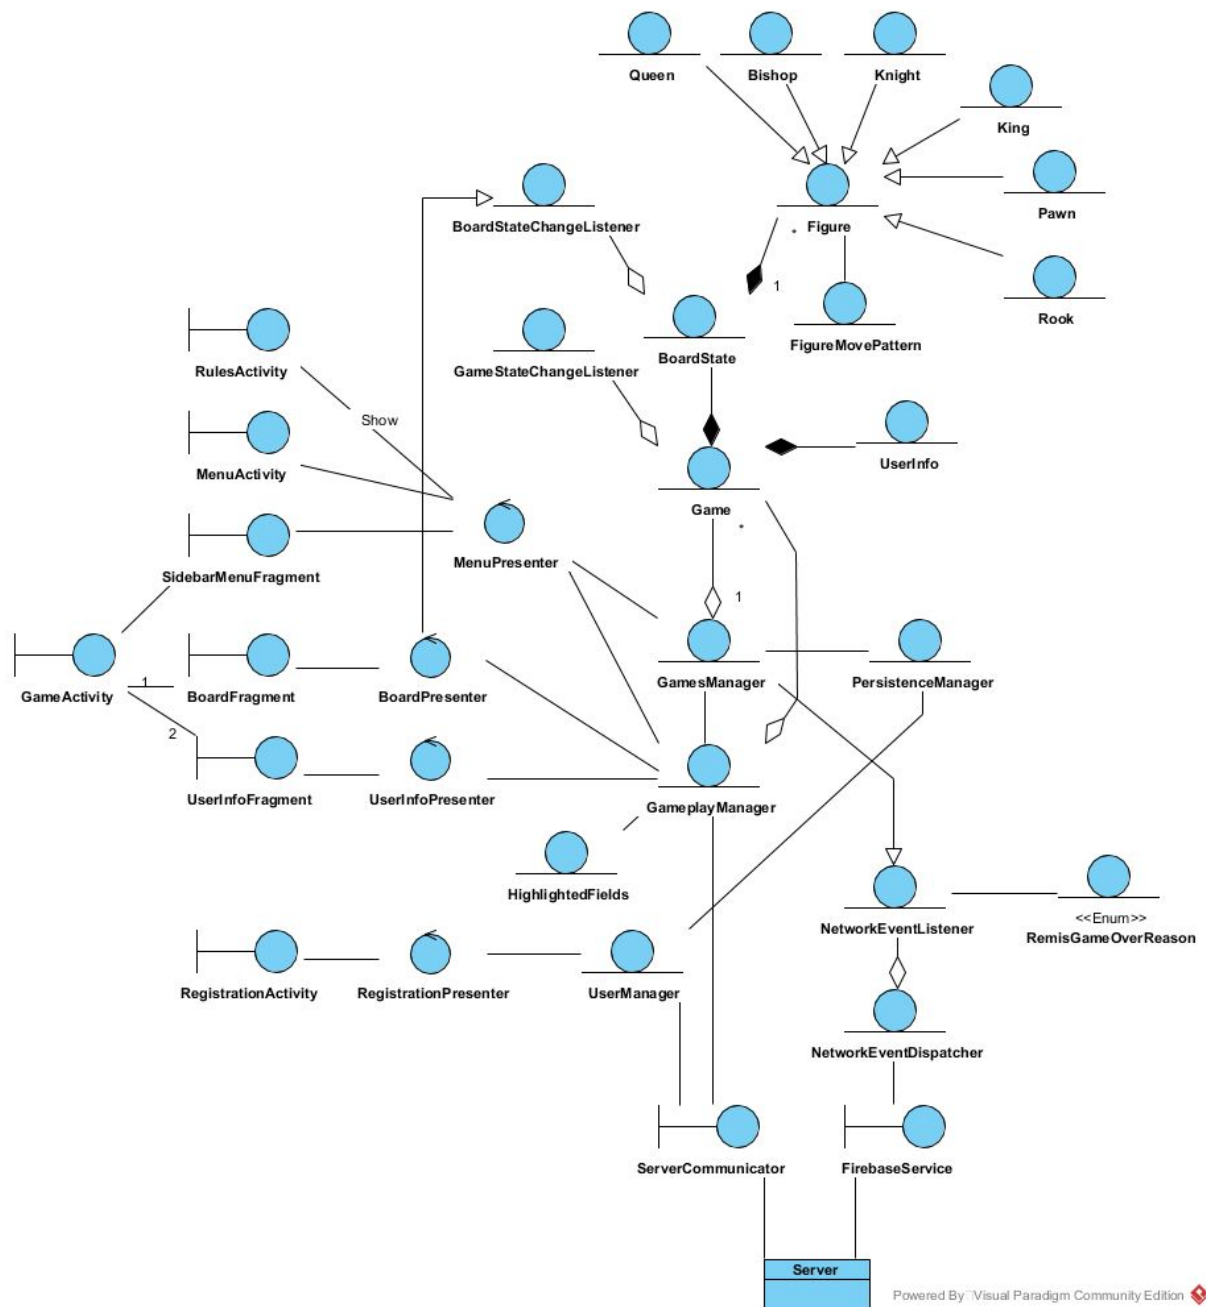 Queen
Bishop
Knight
King
Pawn
BoardStateChangeListener
*
Figure
1
Rook
RulesActivity
GameStateChangeListener
BoardState
FigureMovePattern
Show
MenuActivity
UserInfo
Game
*
MenuPresenter
SidebarMenuFragment
1
GameActivity
1
BoardFragment
BoardPresenter
GamesManager
PersistenceManager
2
UserInfoFragment
UserInfoPresenter
GameplayManager
HighlightedFields
<<Enum>>
NetworkEventListener
RemisGameOverReason
RegistrationActivity
RegistrationPresenter
UserManager
NetworkEventDispatcher
ServerCommunicator
FirebaseService
Server
Powered By Visual Paradigm Community Edition